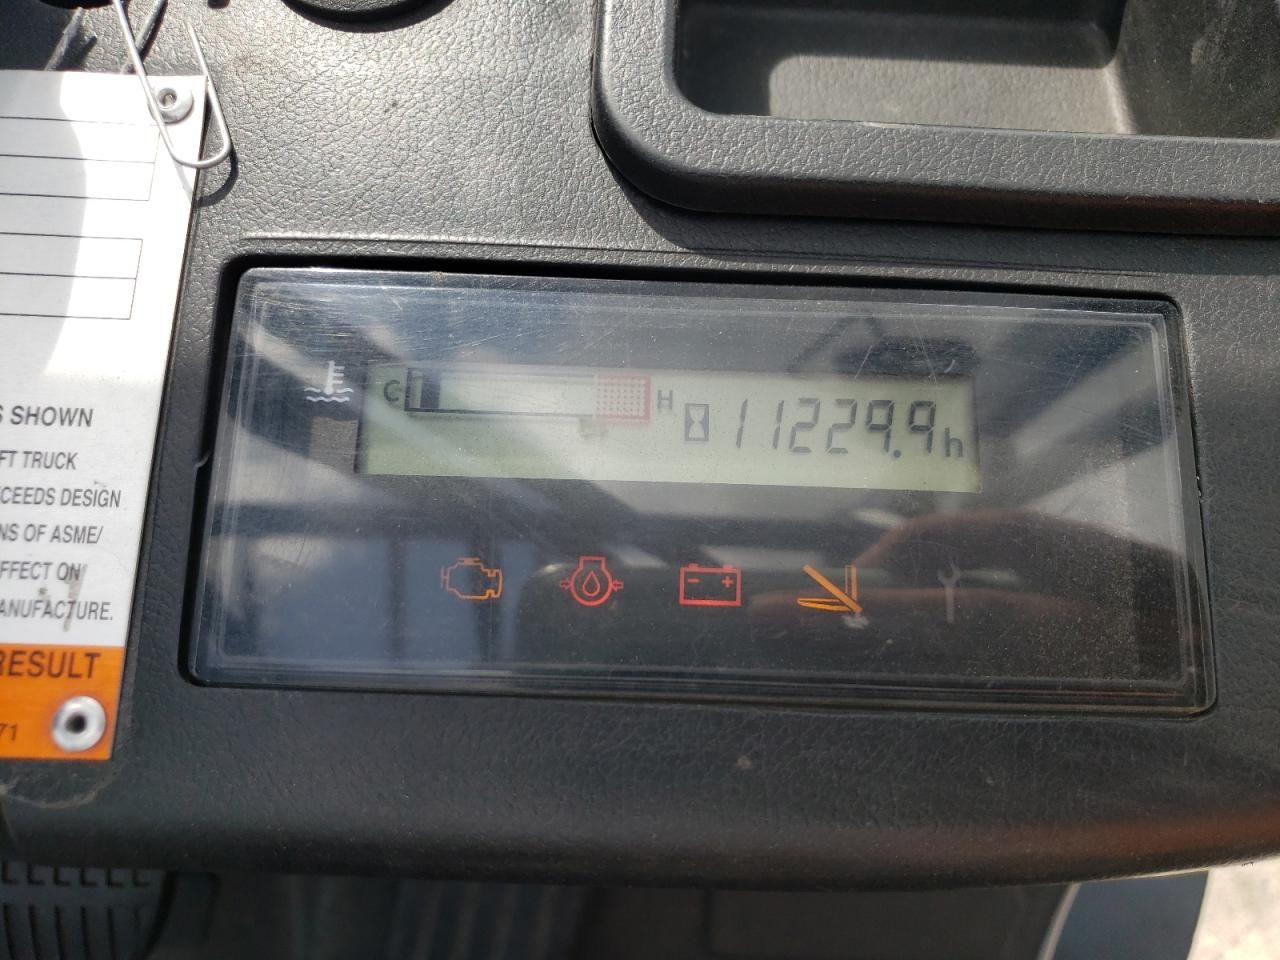 S SHOWN
FT TRUCK
CEEDS DESIGN
NS OF ASME/
FFECT ON
ANUFACTURE.
RESULT
71
C H 11229.9h
- +